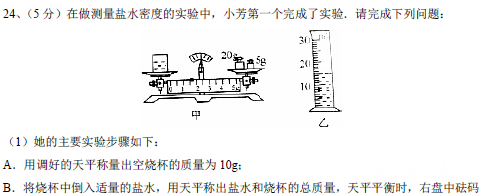 24、（5 分）在做测量盐水密度的实验中，小芳第一个完成了实验．请完成下列问题：
20g
5g
0 1 2 3 4 5g
甲
30
20
10
乙
（1）她的主要实验步骤如下：
A．用调好的天平称量出空烧杯的质量为 10g；
B．将烧杯中倒入适量的盐水，用天平称出盐水和烧杯的总质量，天平平衡时，右盘中砝码